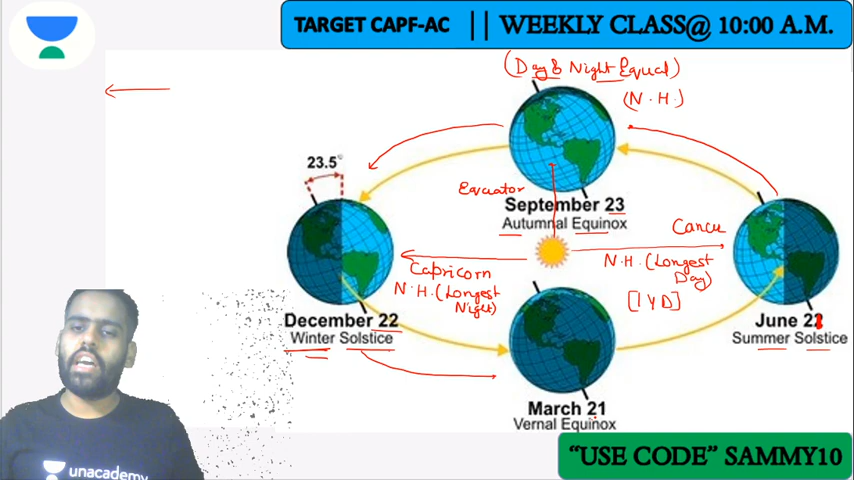 TARGET CAPF-AC || WEEKLY CLASS@ 10:00 A.M.
(Day & Night Equal)
(N.H.)
23.5°
Equator
September 23
Autumnal Equinox
Cancer
Capricorn
N.H. (Longest
Night)
N.H. (Longest
Day)
December 22
Winter Solstice
June 21
Summer Solstice
March 21
Vernal Equinox
unacademy
"USE CODE" SAMMY10